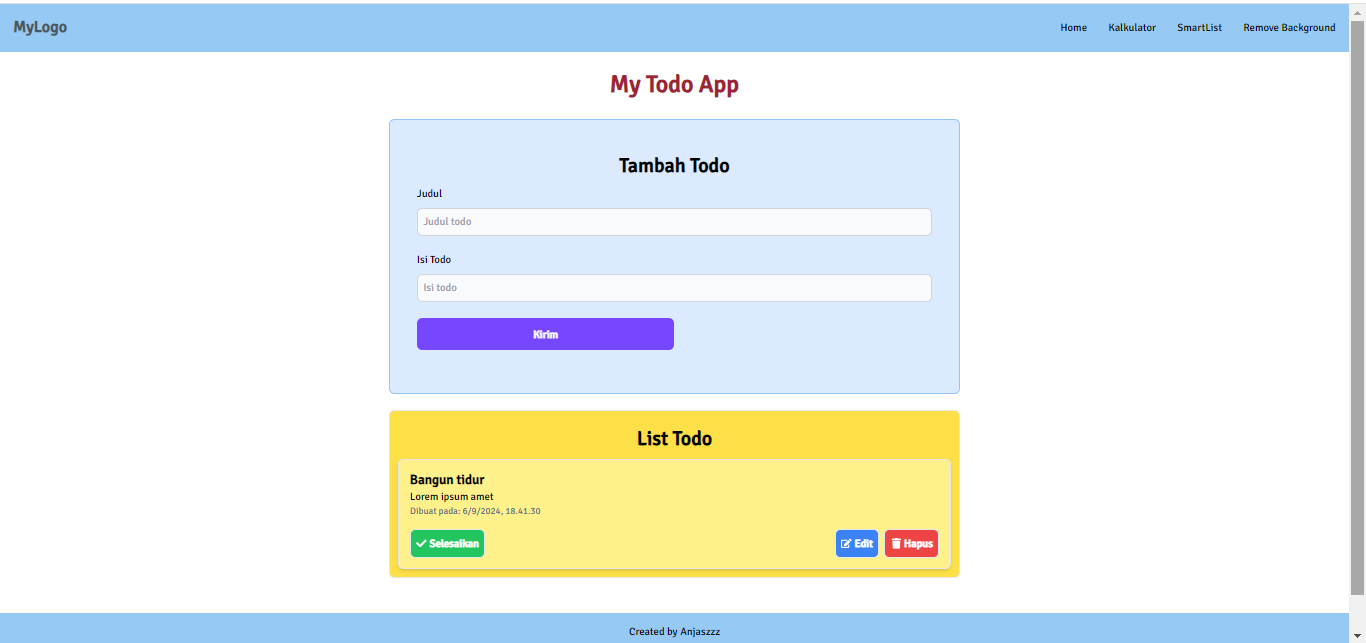 MyLogo
Home Kalkulator SmartList Remove Background
My Todo App
Tambah Todo
Judul
Judul todo
Isi Todo
Isi todo
Kirim
List Todo
Bangun tidur
Lorem ipsum amet
Dibuat pada: 6/9/2024, 18.41.30
Selesaikan Edit Hapus
Created by Anjaszzz